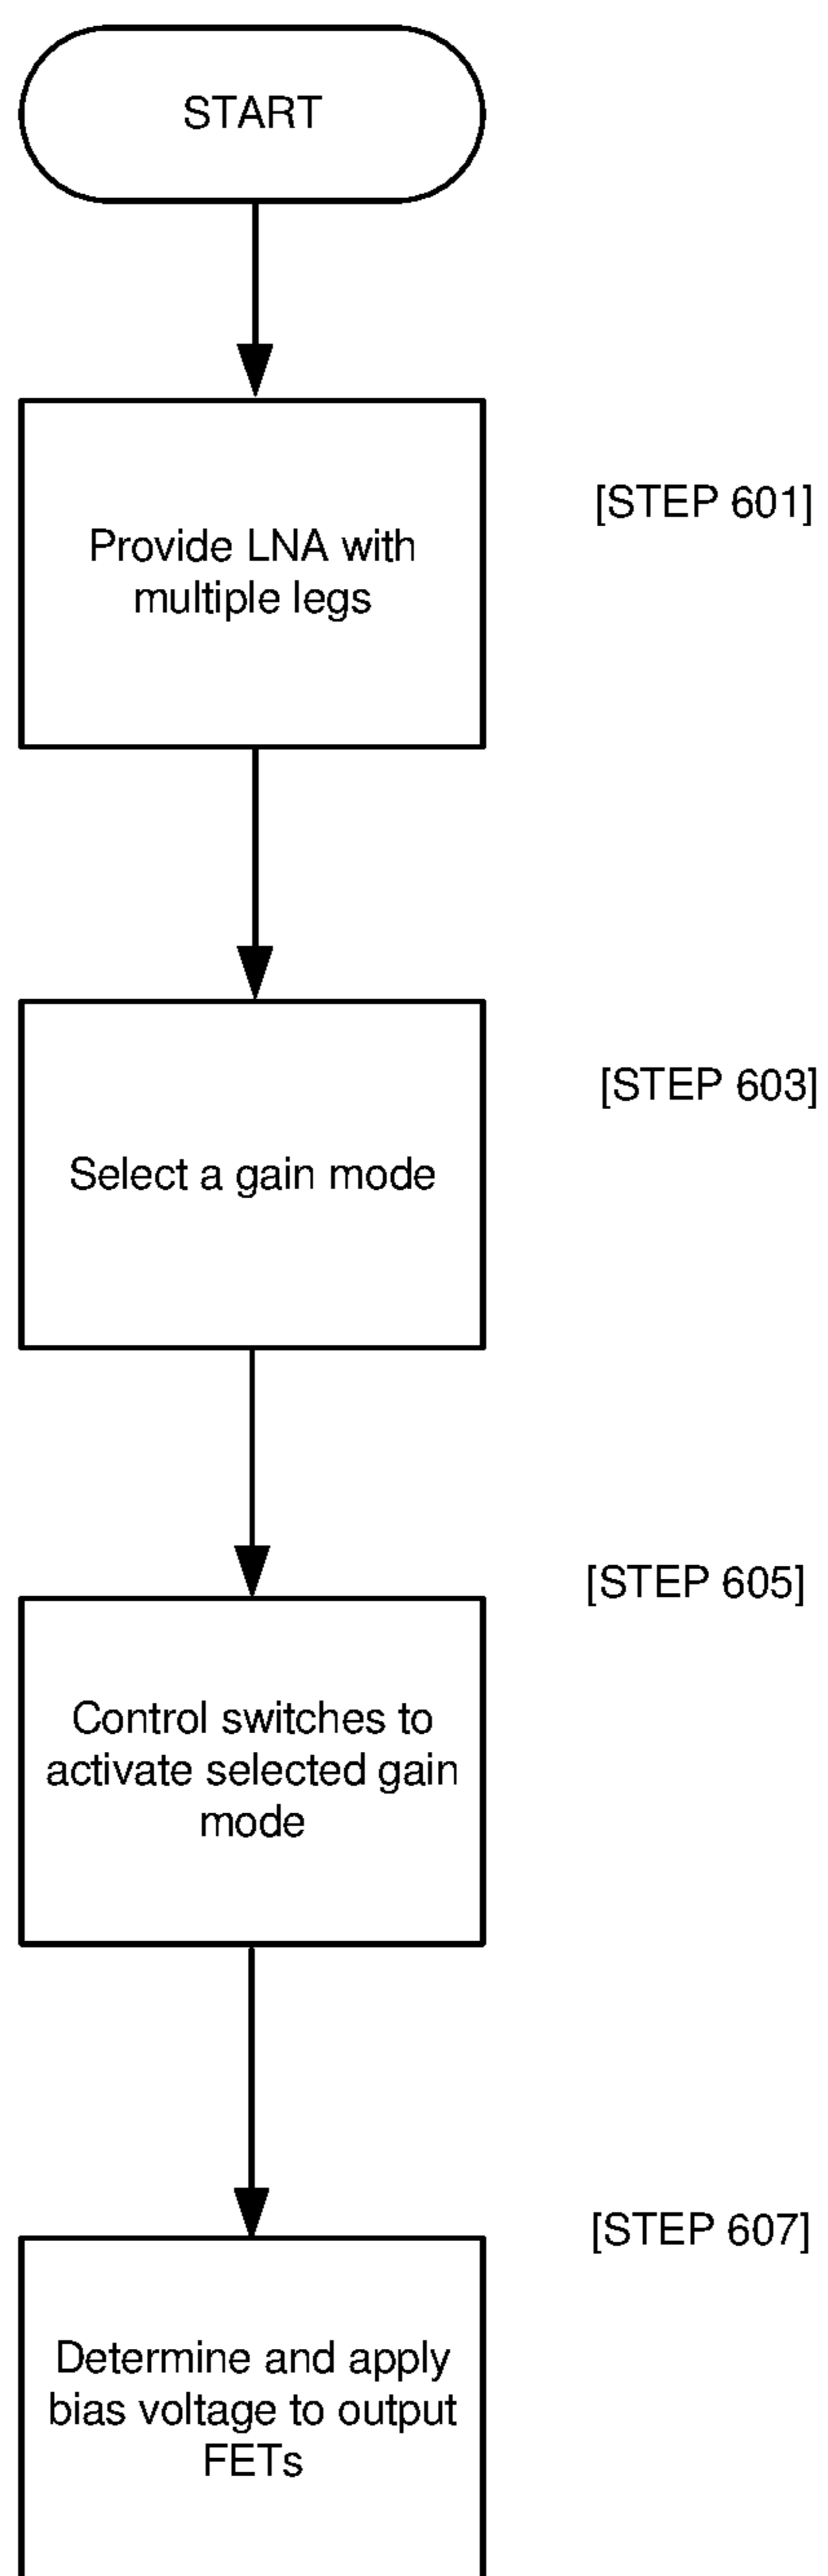 START
[STEP 601]
Provide LNA with
multiple legs
[STEP 603]
Select a gain mode
[STEP 605]
Control switches to
activate selected gain
mode
[STEP 607]
Determine and apply
bias voltage to output
FETs